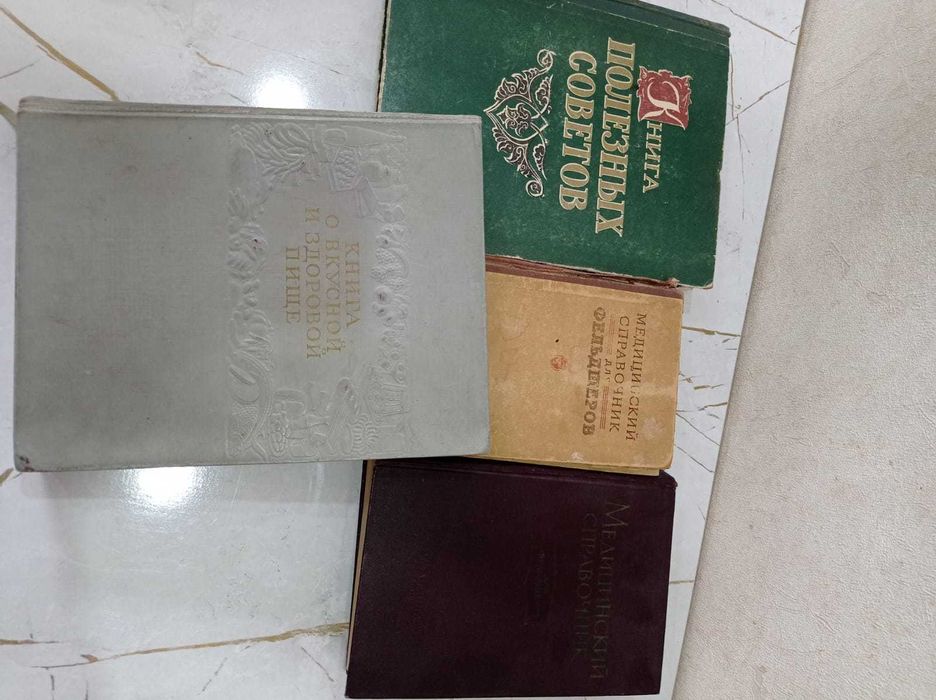 КНИГА
О ВКУСНОЙ
И ЗДОРОВОЙ
ПИЩЕ
КНИГА
ПОЛЕЗНЫХ
СОВЕТОВ
МЕДИЦИНСКИЙ
СПРАВОЧНИК
ДЛЯ
ФЕЛЬДШЕРОВ
МЕДИЦИНСКИЙ
СПРАВОЧНИК